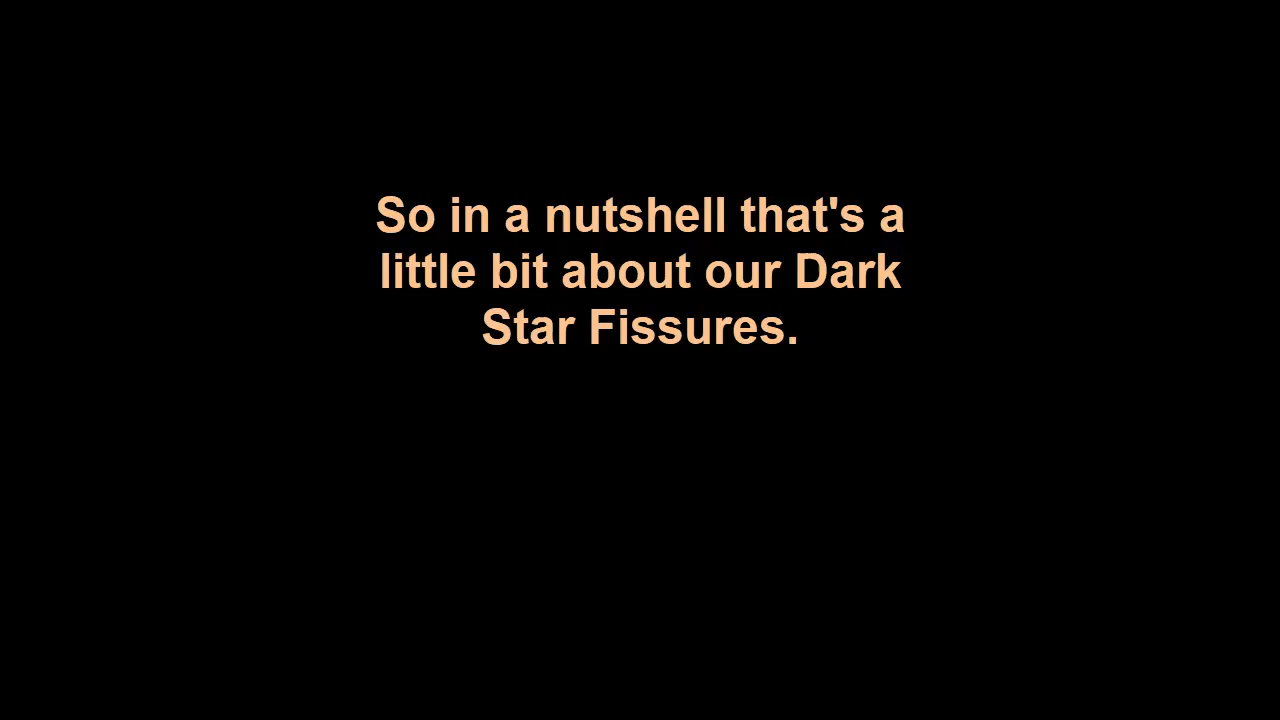 So in a nutshell that's a
little bit about our Dark
Star Fissures.